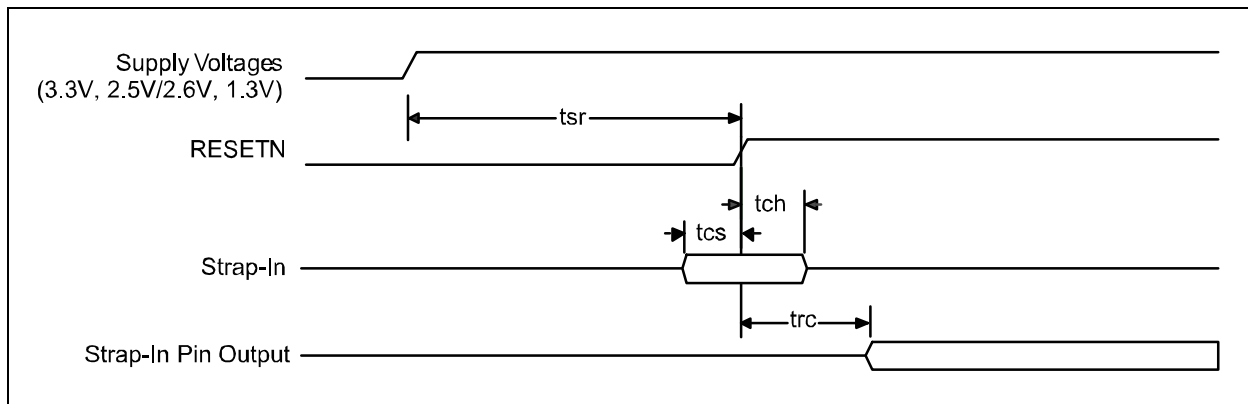 Supply Voltages
(3.3V, 2.5V/2.6V, 1.3V)
tsr
RESETN
tch
tcs
Strap-In
trc
Strap-In Pin Output